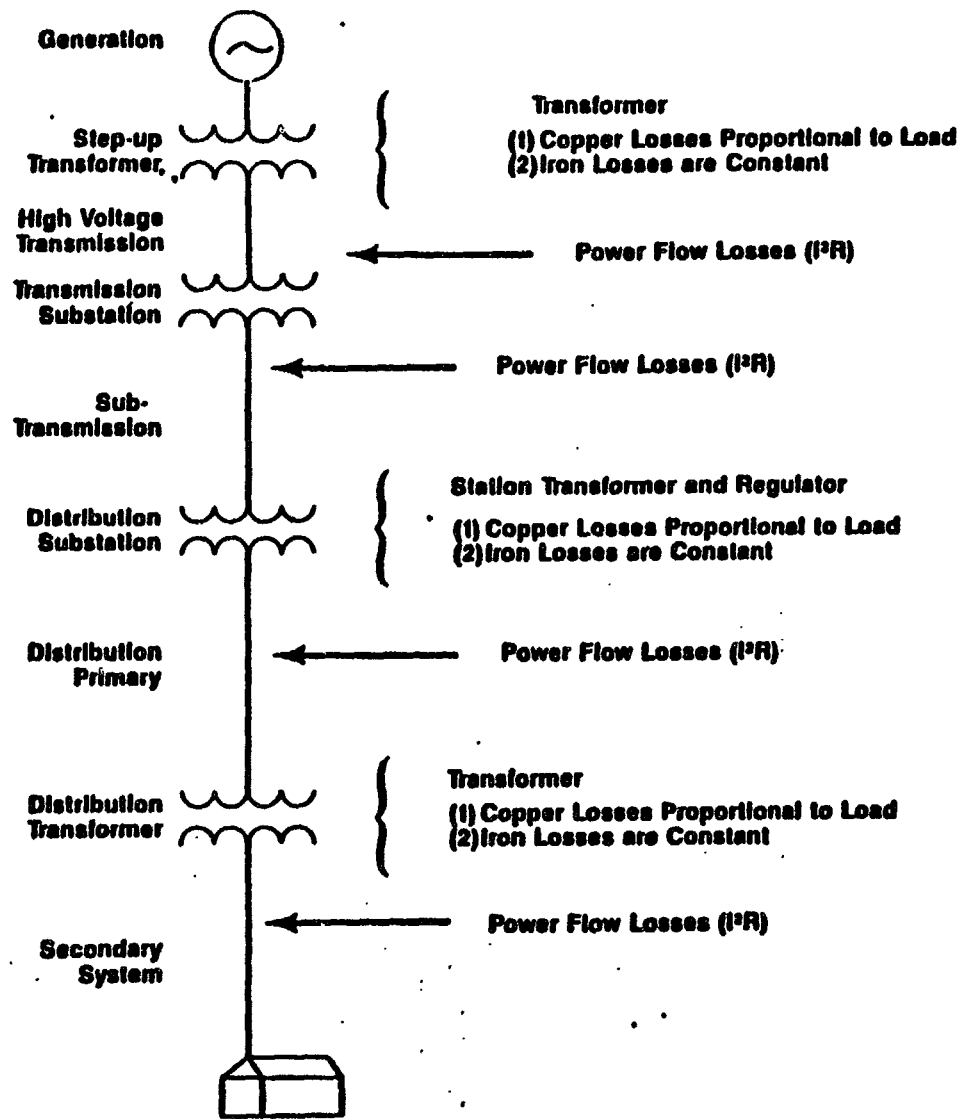 Generation
Transformer
(1) Copper Losses Proportional to Load
(2) Iron Losses are Constant
Step-up
Transformer
High Voltage
Transmission
Power Flow Losses (I²R)
Transmission
Substation
Power Flow Losses (I²R)
Sub-
Transmission
Station Transformer and Regulator
(1) Copper Losses Proportional to Load
(2) Iron Losses are Constant
Distribution
Substation
Distribution
Primary
Power Flow Losses (I²R)
Transformer
(1) Copper Losses Proportional to Load
(2) Iron Losses are Constant
Distribution
Transformer
Power Flow Losses (I²R)
Secondary
System